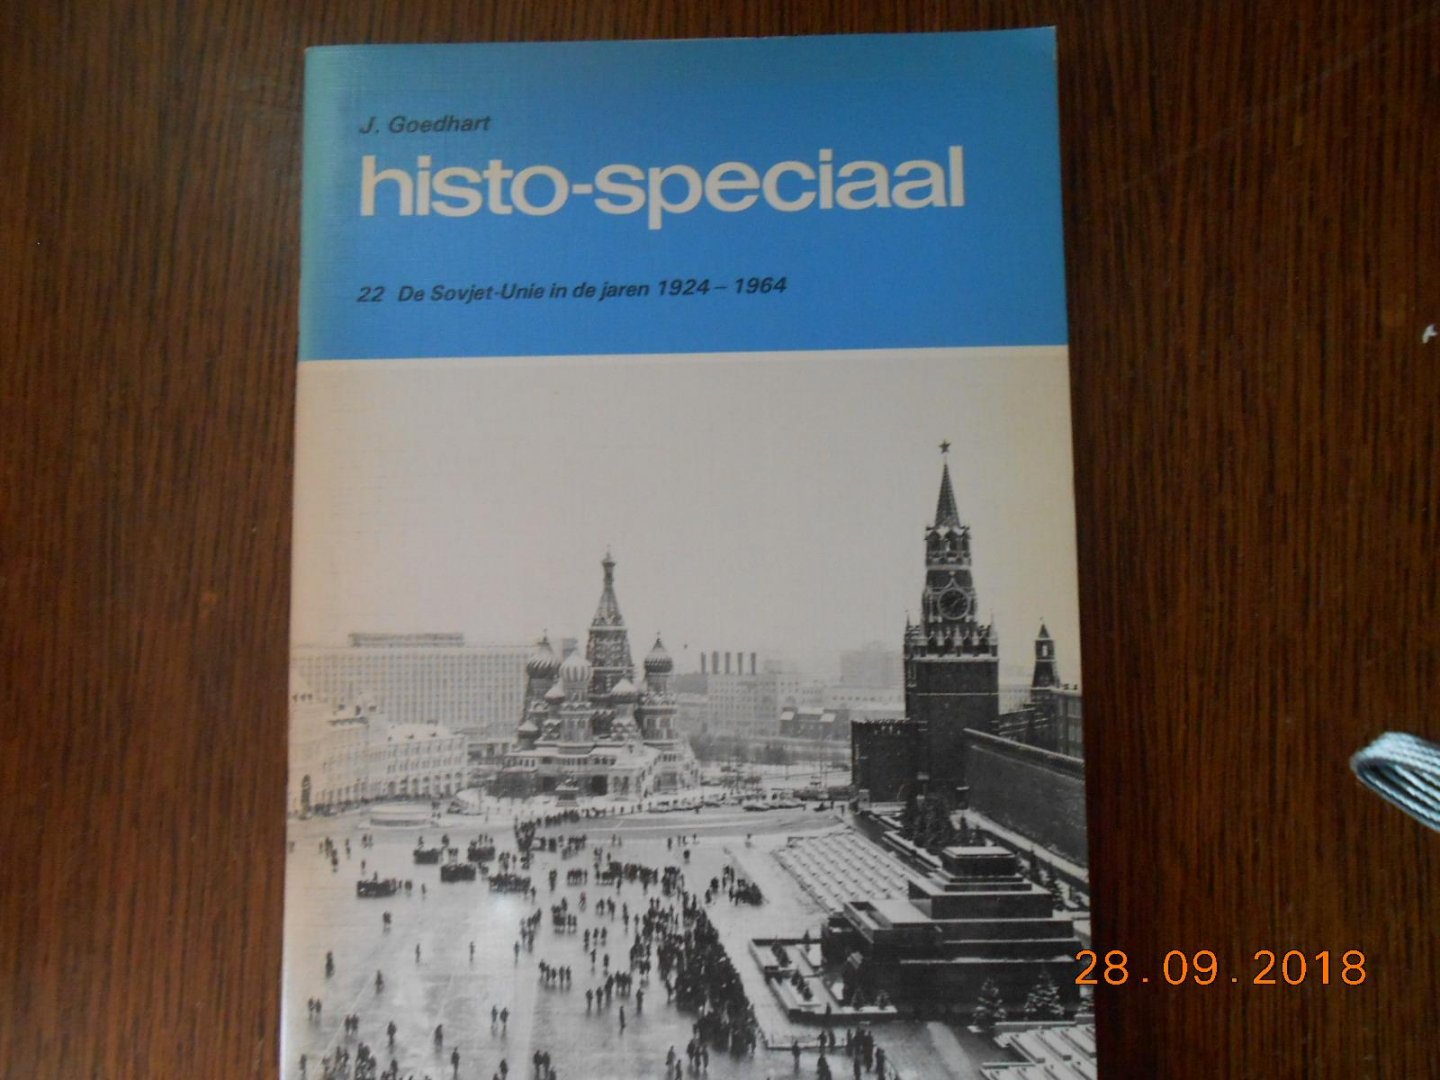 J. Goedhart
histo-speciaal
22 De Sovjet-Unie in de jaren 1924 – 1964
28.09.2018